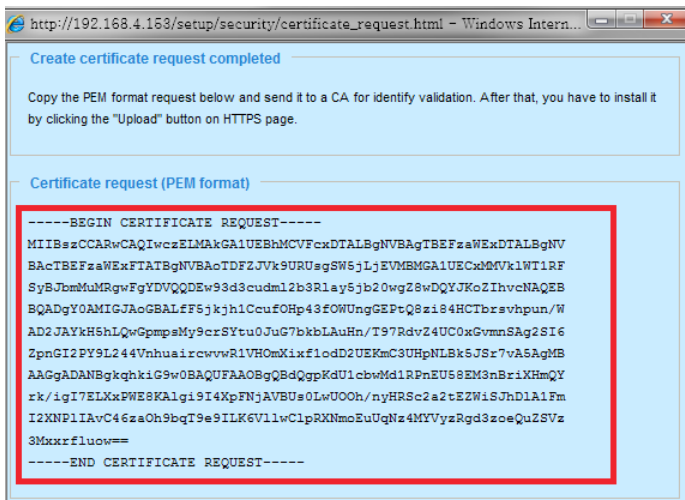 http://192.168.4.153/setup/security/certificate_request.html - Windows Intern...
Create certificate request completed
Copy the PEM format request below and send it to a CA for identify validation. After that, you have to install it
by clicking the "Upload" button on HTTPS page.
Certificate request (PEM format)
-----BEGIN CERTIFICATE REQUEST-----
MIIBszCCARwCAQIwczELMAkGA1UEBhMCVFcxDTALBgNVBAgTBEFzaWExDTALBgNV
BAcTBEFzaWExFTATBgNVBAoTDFZJVk9URUsgSW5jLjEVMBMGA1UECxMMVklWT1RF
SyBJbmMuMRgwFgYDVQQDEw93d3cudml2b3Rlay5jb20wgZ8wDQYJKoZIhvcNAQEB
BQADgY0AMIGJAoGBALfF5jkjh1CcufOHp43fOWUngGEPtQ8zi84HCTbrsvhpun/W
AD2JAYkH5hLQwGpmpsMy9crSYtu0JuG7bkbLAuHn/T97RdvZ4UC0xGvmnSAg2SI6
ZpnGI2PY9L244VnhuaircwvwR1VHOmXixf1odD2UEKmC3UHpNLBk5JSr7vA5AgMB
AAGgADANBgkqhkiG9w0BAQUFAAOBgQBdQgpKdU1cbwMd1RPnEU58EM3nBriXHmQY
rk/igI7ELXxPWE8KAlgi9I4XpFNjAVBUs0LwUOOh/nyHRSc2a2tEZWiSJhDlA1Fm
I2XNPlIAvC46zaOh9bqT9e9ILK6VllwClpRXNmoEuUqNz4MYVyzRgd3zoeQuZSVz
3Mxxrfluow==
-----END CERTIFICATE REQUEST-----